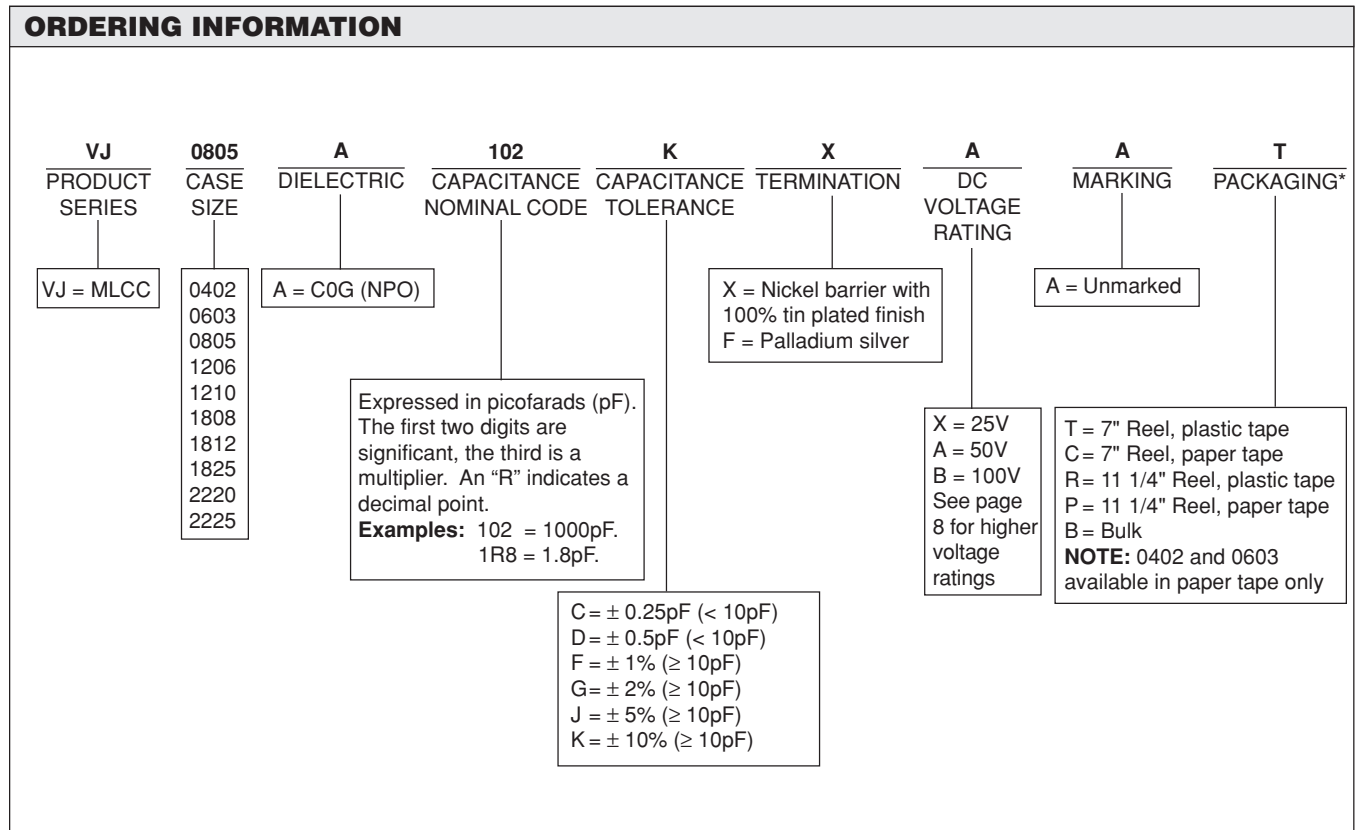 ORDERING INFORMATION
VJ 0805 A 102 K X A A T
PRODUCT SERIES
CASE SIZE
DIELECTRIC
CAPACITANCE NOMINAL CODE
CAPACITANCE TOLERANCE
TERMINATION
DC VOLTAGE RATING
MARKING
PACKAGING*
VJ = MLCC
0402
0603
0805
1206
1210
1808
1812
1825
2220
2225
A = C0G (NPO)
Expressed in picofarads (pF).
The first two digits are
significant, the third is a
multiplier. An “R” indicates a
decimal point.
Examples: 102 = 1000pF.
1R8 = 1.8pF.
C = ± 0.25pF (< 10pF)
D = ± 0.5pF (< 10pF)
F = ± 1% (≥ 10pF)
G = ± 2% (≥ 10pF)
J = ± 5% (≥ 10pF)
K = ± 10% (≥ 10pF)
X = Nickel barrier with
100% tin plated finish
F = Palladium silver
X = 25V
A = 50V
B = 100V
See page
8 for higher
voltage
ratings
A = Unmarked
T = 7" Reel, plastic tape
C = 7" Reel, paper tape
R = 11 1/4" Reel, plastic tape
P = 11 1/4" Reel, paper tape
B = Bulk
NOTE: 0402 and 0603
available in paper tape only